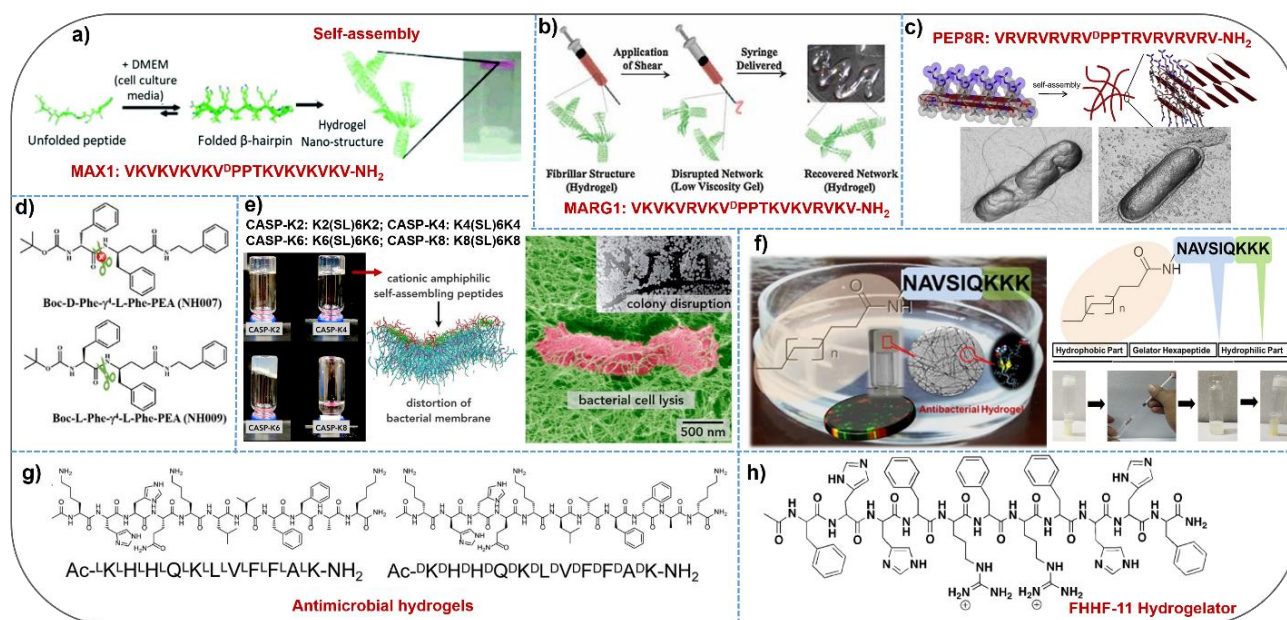 a)
Self-assembly
+ DMEM
(cell culture
media)
Unfolded peptide
Folded β-hairpin
Hydrogel
Nano-structure
MAX1: VKVKVKVKVᴰPPTKVKVKVKV-NH₂
b)
Application
of Shear
Syringe
Delivered
Fibrillar Structure
(Hydrogel)
Disrupted Network
(Low Viscosity Gel)
Recovered Network
(Hydrogel)
MARG1: VKVKVRVKVᴰPPTKVKVRVKV-NH₂
c)
PEP8R: VRVRVRVRVᴰPPTRVRVRVRV-NH₂
self-assembly
d)
Boc-D-Phe-γ⁴-L-Phe-PEA (NH007)
Boc-L-Phe-γ⁴-L-Phe-PEA (NH009)
e)
CASP-K2: K2(SL)6K2; CASP-K4: K4(SL)6K4
CASP-K6: K6(SL)6K6; CASP-K8: K8(SL)6K8
CASP-K2
CASP-K4
CASP-K6
CASP-K8
cationic amphiphilic
self-assembling peptides
distortion of
bacterial membrane
NJIT
colony disruption
bacterial cell lysis
500 nm
f)
O
NH
n
NAVSIQKKK
Antibacterial Hydrogel
O
NH
n
NAVSIQKKK
Hydrophobic Part
Gelator Hexapeptide
Hydrophilic Part
g)
Ac-ᴸKᴸHᴸHᴸQᴸKᴸLᴸVᴸFᴸFᴸAᴸK-NH₂
Ac-ᴰKᴰHᴰHᴰQᴰKᴰLᴰVᴰFᴰFᴰAᴰK-NH₂
Antimicrobial hydrogels
h)
FHHF-11 Hydrogelator